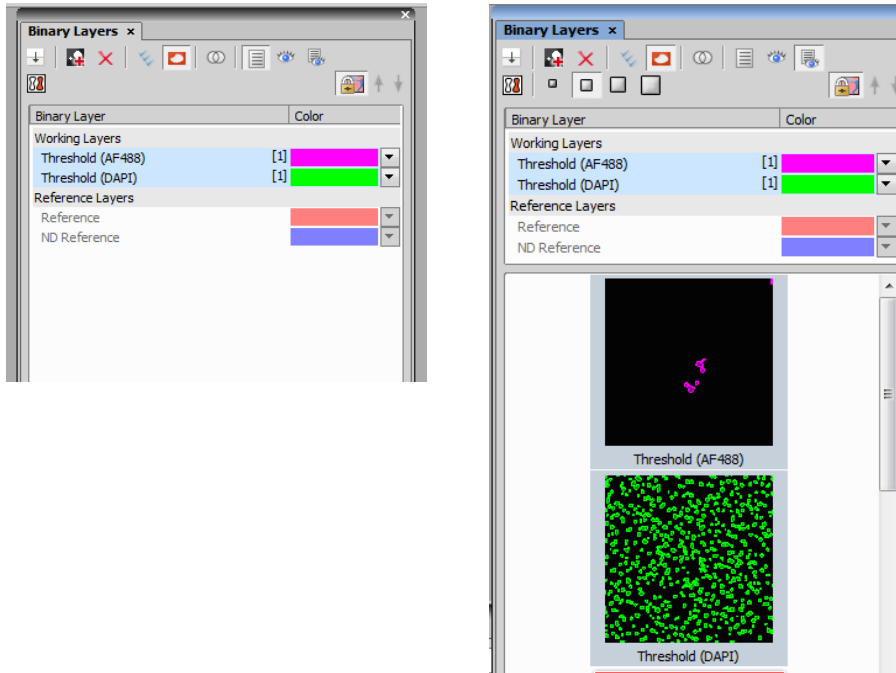 Binary Layers ×
Binary Layer Color
Working Layers
Threshold (AF488) [1]
Threshold (DAPI) [1]
Reference Layers
Reference
ND Reference
Binary Layers ×
Binary Layer Color
Working Layers
Threshold (AF488) [1]
Threshold (DAPI) [1]
Reference Layers
Reference
ND Reference
Threshold (AF488)
Threshold (DAPI)